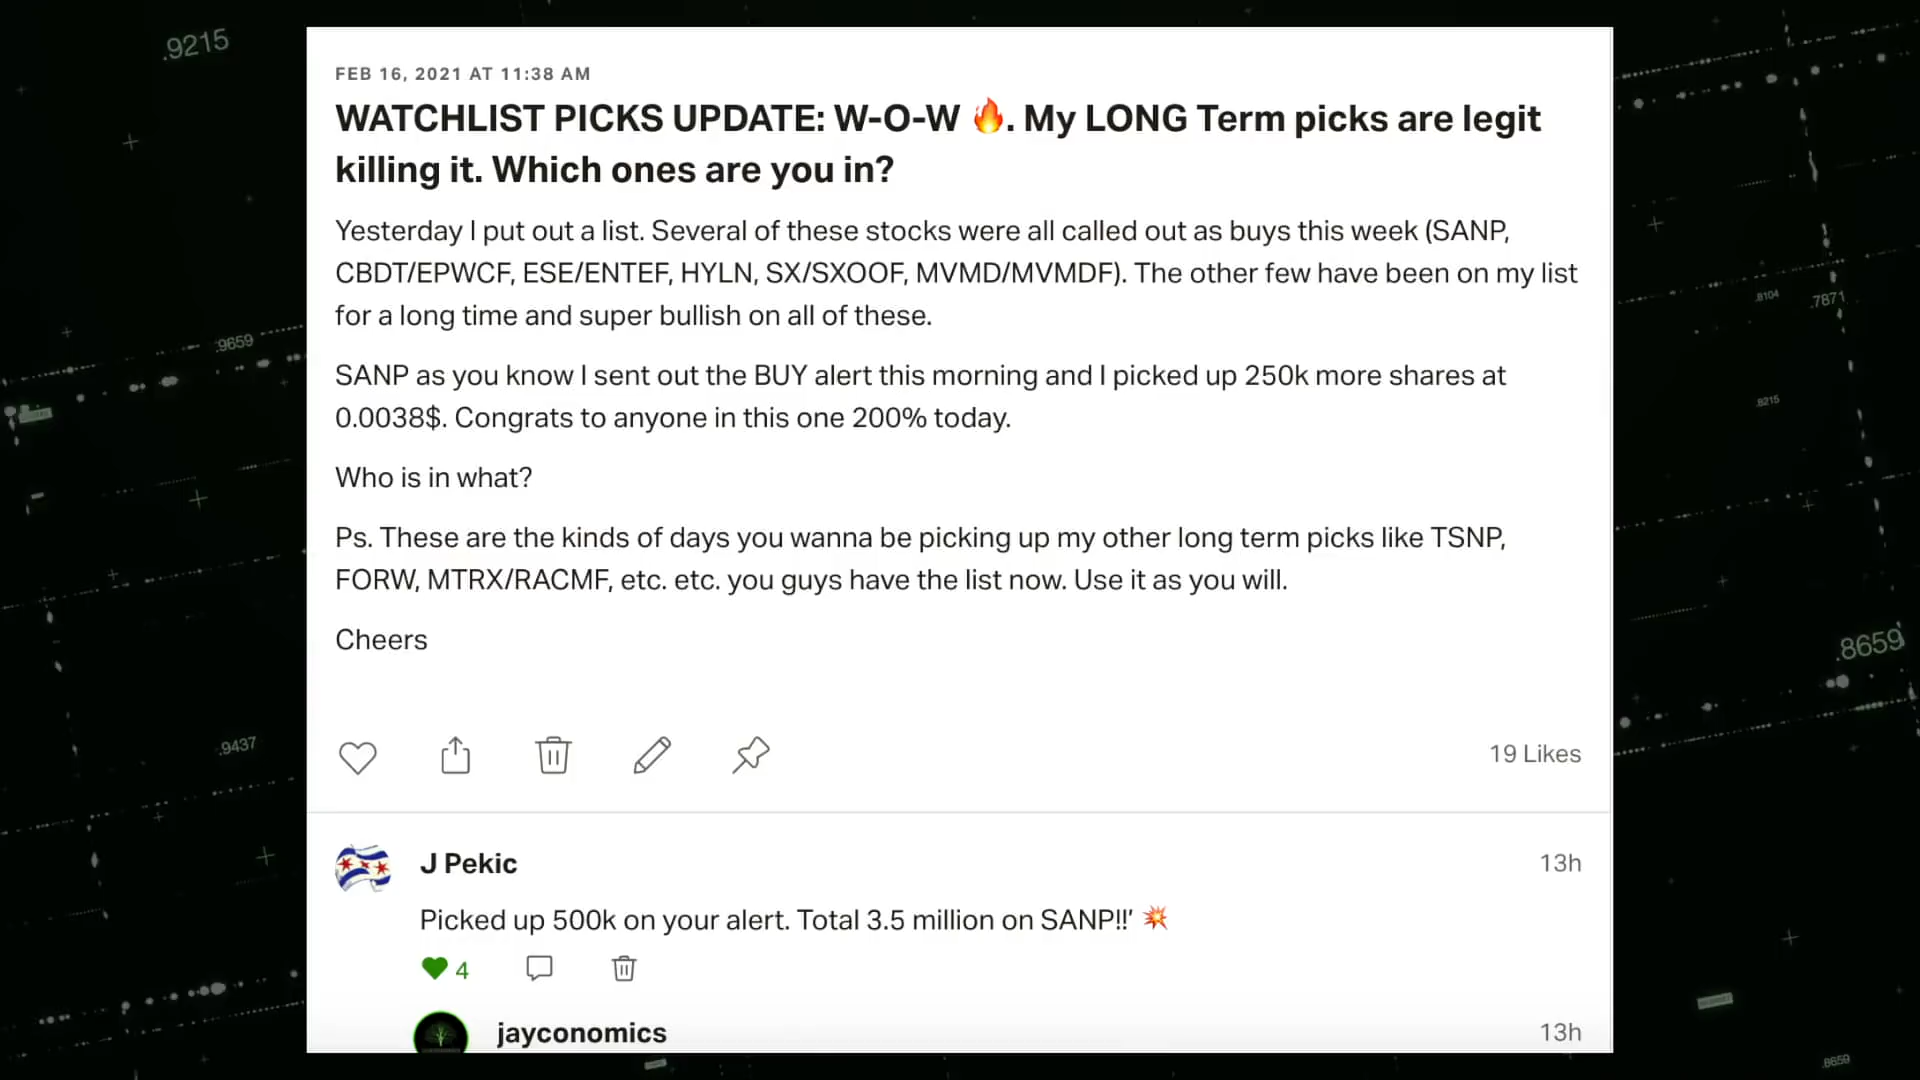 .9215
FEB 16, 2021 AT 11:38 AM
WATCHLIST PICKS UPDATE: W-O-W 🔥. My LONG Term picks are legit
killing it. Which ones are you in?
Yesterday I put out a list. Several of these stocks were all called out as buys this week (SANP,
CBDT/EPWCF, ESE/ENTEF, HYLN, SX/SXOOF, MVMD/MVMDF). The other few have been on my list
for a long time and super bullish on all of these.
SANP as you know I sent out the BUY alert this morning and I picked up 250k more shares at
0.0038$. Congrats to anyone in this one 200% today.
Who is in what?
Ps. These are the kinds of days you wanna be picking up my other long term picks like TSNP,
FORW, MTRX/RACMF, etc. etc. you guys have the list now. Use it as you will.
Cheers
19 Likes
J Pekic
13h
Picked up 500k on your alert. Total 3.5 million on SANP!!' 💥
4
jayconomics
13h
.9659
.9437
.8104
.7871
.8215
.8659
.8659